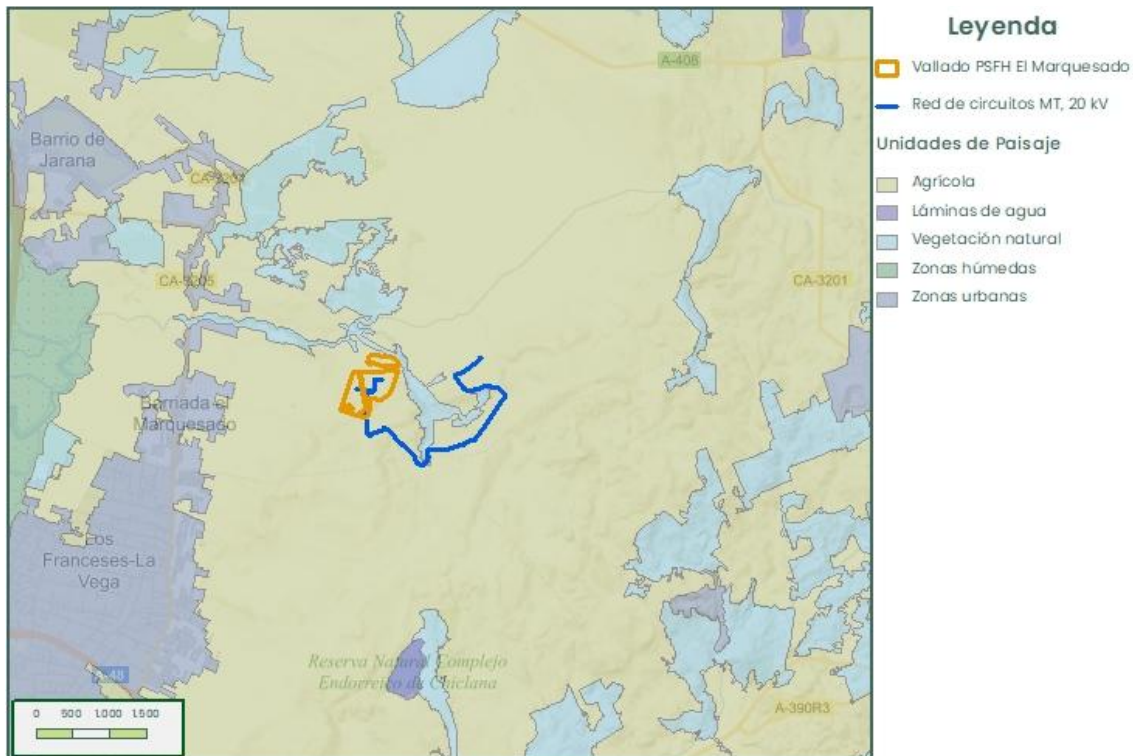 Leyenda
Vallado PSFH El Marquesado
Red de circuitos MT, 20 kV
Unidades de Paisaje
Agrícola
Láminas de agua
Vegetación natural
Zonas húmedas
Zonas urbanas
A-408
Barrio de
Jarana
CA-3205
CA-3201
Barriada el
Marquesado
Los
Franceses-La
Vega
Reserva Natural Complejo
Endorreico de Chiclana
A-48
A-390R3
0 500 1.000 1.500